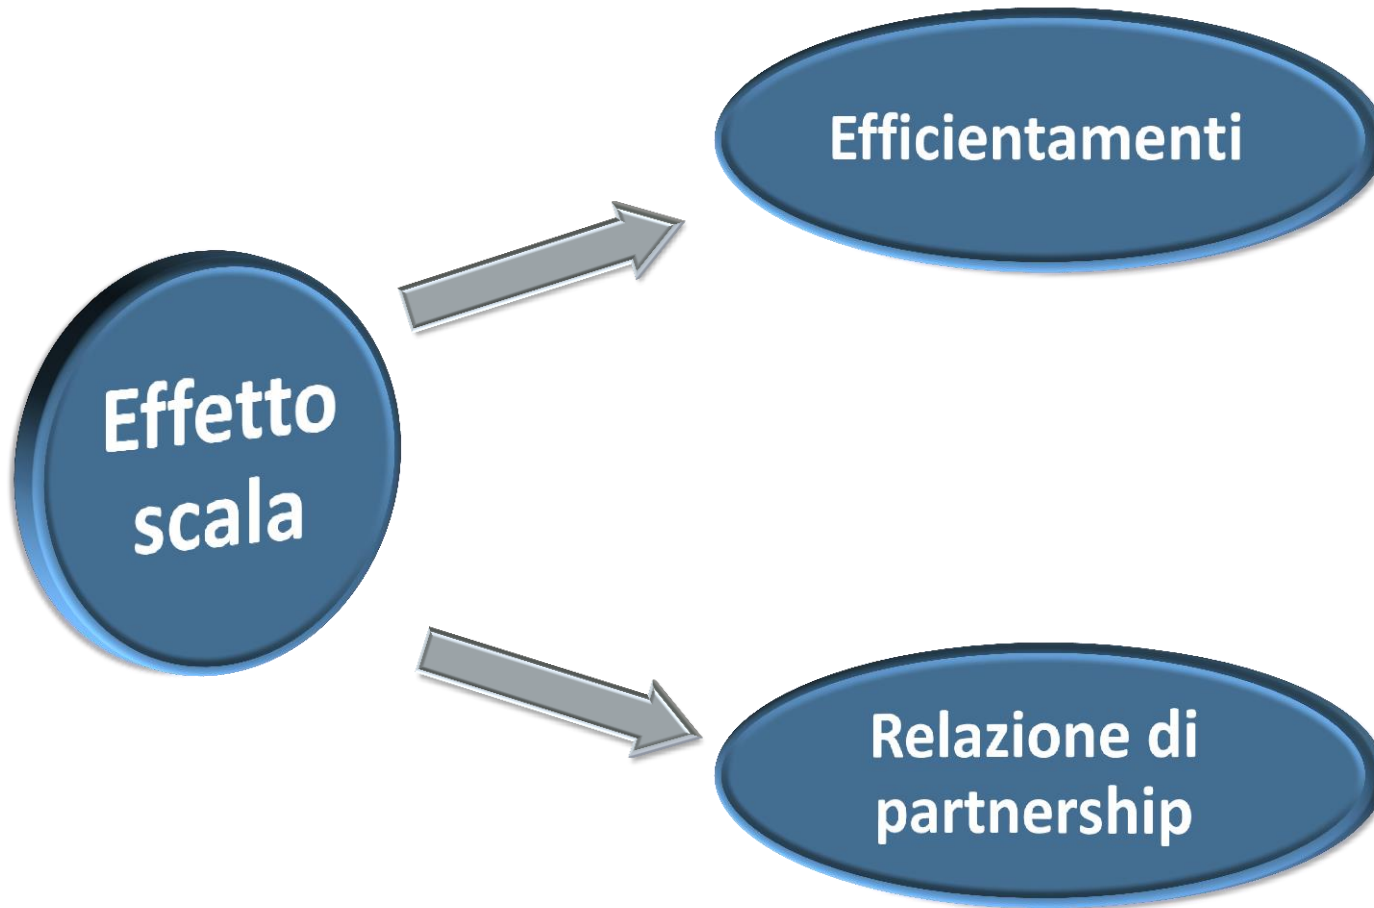 Efficientamenti
Effetto
scala
Relazione di
partnership